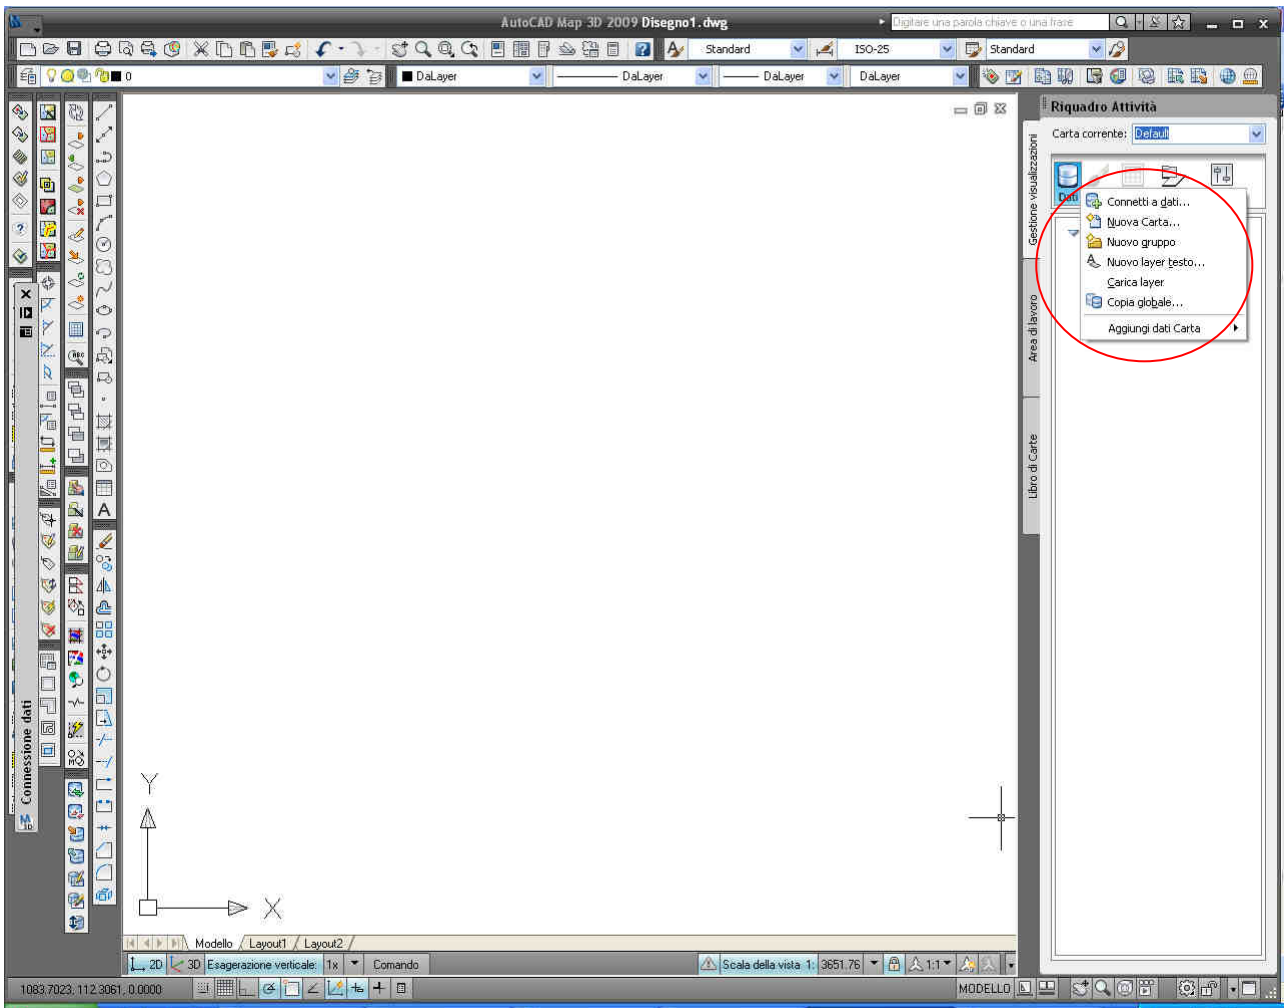 AutoCAD Map 3D 2009 Disegno1.dwg
Digitare una parola chiave o una frase
Standard
ISO-25
Standard
0
DaLayer
DaLayer
DaLayer
DaLayer
Riquadro Attività
Carta corrente: Default
Dati
Connetti a dati...
Nuova Carta...
Nuovo gruppo
Nuovo layer testo...
Carica layer
Copia globale...
Aggiungi dati Carta
Gestione visualizzazioni
Area di lavoro
Libro di Carte
Connessione dati
ABC
A
Y
X
Modello
Layout1
Layout2
2D
3D
Esagerazione verticale:
1x
Comando
Scala della vista 1: 3651.76
1:1
1083.7023, 112.3061, 0.0000
MODELLO